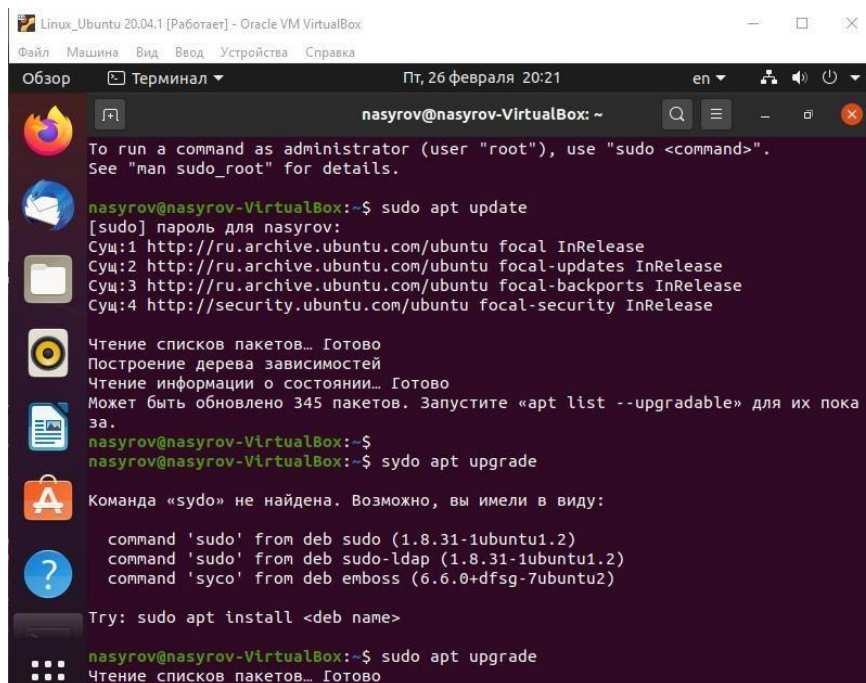 Linux_Ubuntu 20.04.1 [Работает] - Oracle VM VirtualBox
Файл Машина Вид Ввод Устройства Справка
Обзор Терминал Пт, 26 февраля 20:21 en
nasyrov@nasyrov-VirtualBox: ~
To run a command as administrator (user "root"), use "sudo <command>".
See "man sudo_root" for details.
nasyrov@nasyrov-VirtualBox:~$ sudo apt update
[sudo] пароль для nasyrov:
Сущ:1 http://ru.archive.ubuntu.com/ubuntu focal InRelease
Сущ:2 http://ru.archive.ubuntu.com/ubuntu focal-updates InRelease
Сущ:3 http://ru.archive.ubuntu.com/ubuntu focal-backports InRelease
Сущ:4 http://security.ubuntu.com/ubuntu focal-security InRelease
Чтение списков пакетов… Готово
Построение дерева зависимостей
Чтение информации о состоянии… Готово
Может быть обновлено 345 пакетов. Запустите «apt list --upgradable» для их пока
за.
nasyrov@nasyrov-VirtualBox:~$
nasyrov@nasyrov-VirtualBox:~$ sydo apt upgrade
Команда «sydo» не найдена. Возможно, вы имели в виду:
command 'sudo' from deb sudo (1.8.31-1ubuntu1.2)
command 'sudo' from deb sudo-ldap (1.8.31-1ubuntu1.2)
command 'syco' from deb emboss (6.6.0+dfsg-7ubuntu2)
Try: sudo apt install <deb name>
nasyrov@nasyrov-VirtualBox:~$ sudo apt upgrade
Чтение списков пакетов… Готово